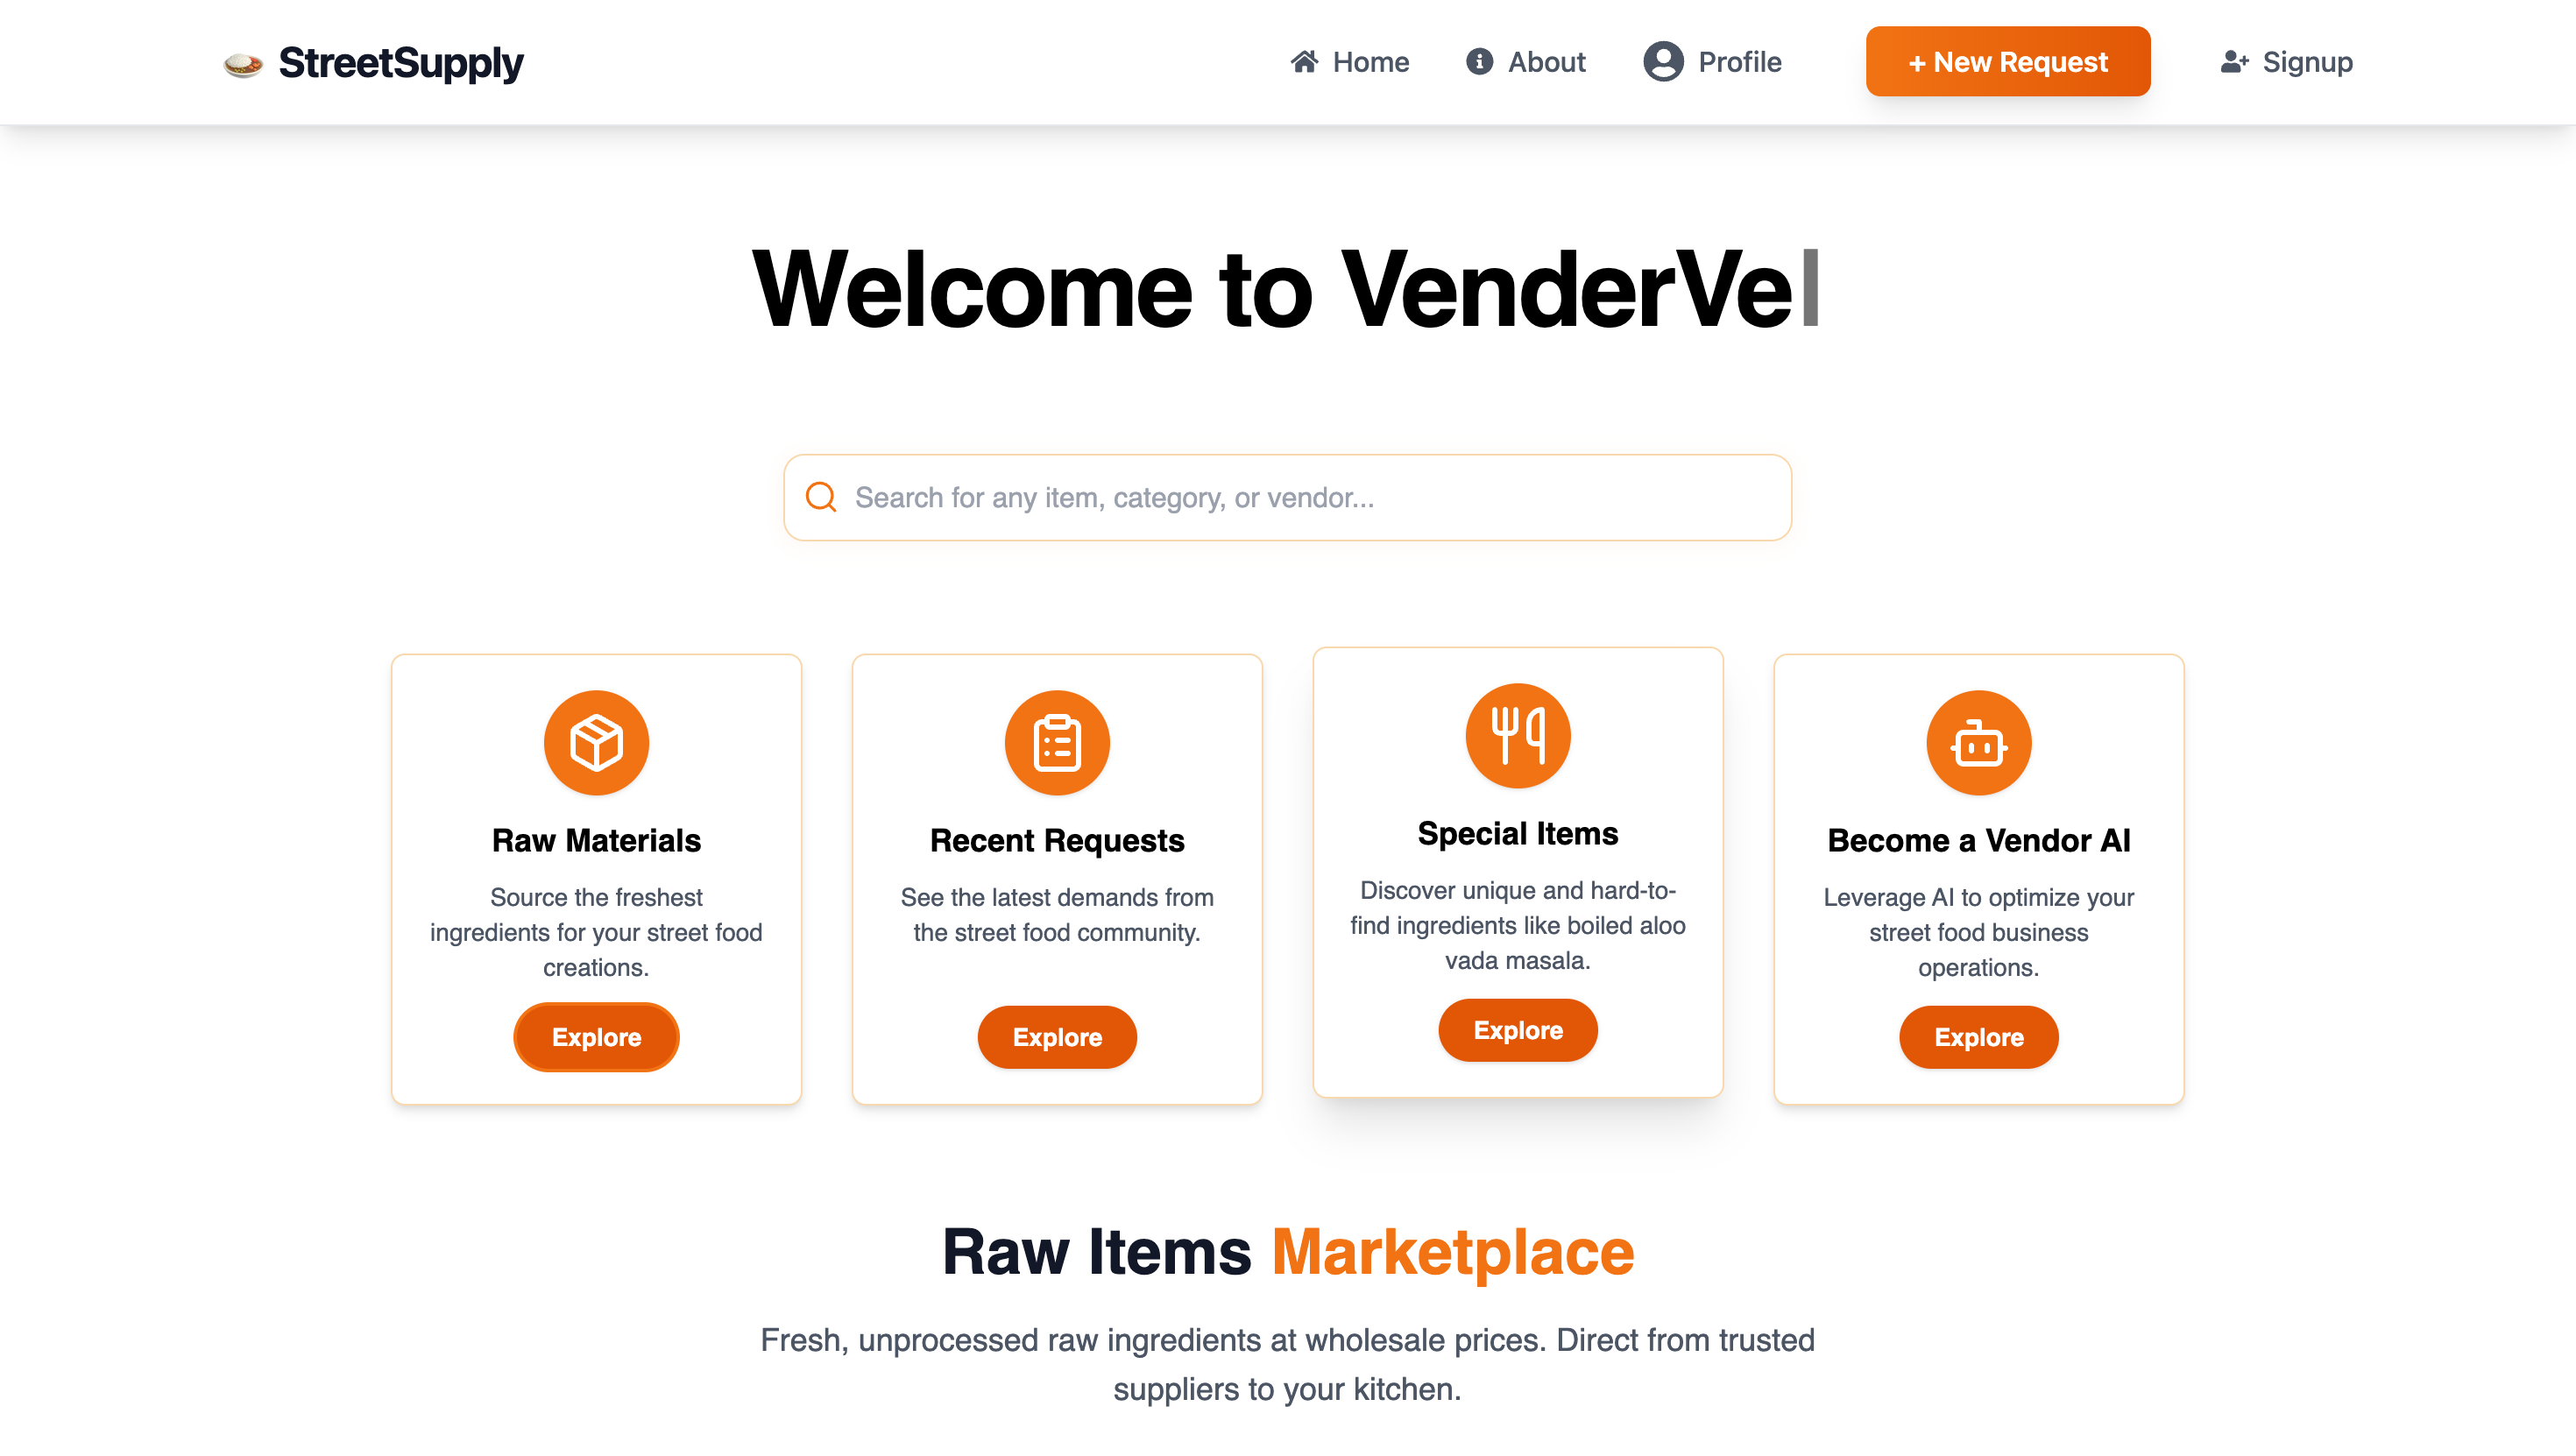 StreetSupply
Home
About
Profile
+ New Request
Signup
Welcome to VenderVe
Search for any item, category, or vendor...
Raw Materials
Source the freshest
ingredients for your street food
creations.
Explore
Recent Requests
See the latest demands from
the street food community.
Explore
Special Items
Discover unique and hard-to-
find ingredients like boiled aloo
vada masala.
Explore
Become a Vendor AI
Leverage AI to optimize your
street food business
operations.
Explore
Raw Items Marketplace
Fresh, unprocessed raw ingredients at wholesale prices. Direct from trusted
suppliers to your kitchen.